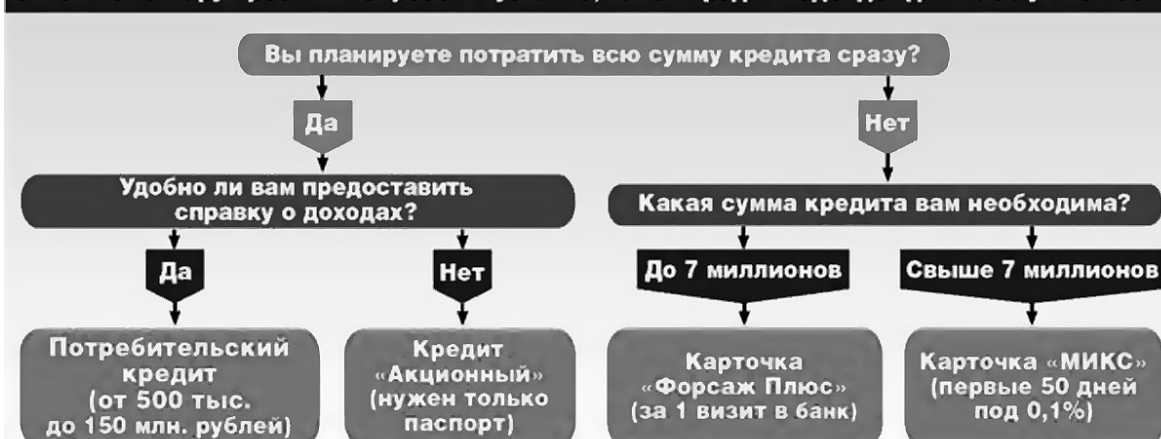 Вы планируете потратить всю сумму кредита сразу?
Да
Нет
Удобно ли вам предоставить
справку о доходах?
Какая сумма кредита вам необходима?
Да
Нет
До 7 миллионов
Свыше 7 миллионов
Потребительский
кредит
(от 500 тыс.
до 150 млн. рублей)
Кредит
«Акционный»
(нужен только
паспорт)
Карточка
«Форсаж Плюс»
(за 1 визит в банк)
Карточка «МИКС»
(первые 50 дней
под 0,1%)